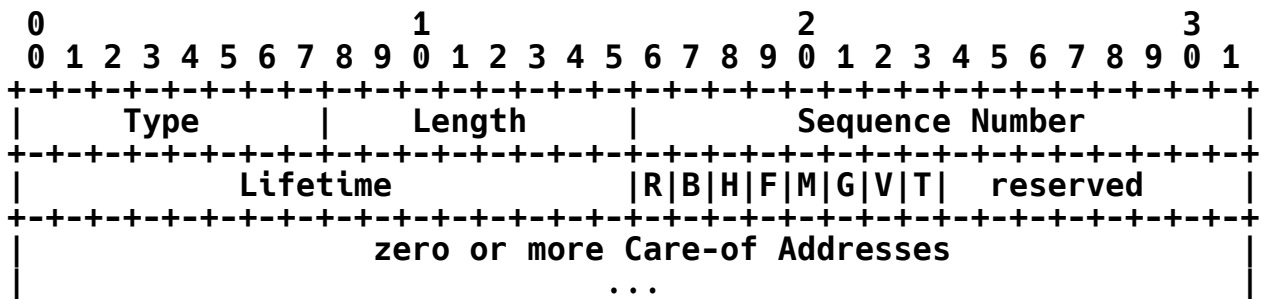 0                   1                   2                   3
 0 1 2 3 4 5 6 7 8 9 0 1 2 3 4 5 6 7 8 9 0 1 2 3 4 5 6 7 8 9 0 1
+-+-+-+-+-+-+-+-+-+-+-+-+-+-+-+-+-+-+-+-+-+-+-+-+-+-+-+-+-+-+-+-+
|     Type      |    Length     |        Sequence Number        |
+-+-+-+-+-+-+-+-+-+-+-+-+-+-+-+-+-+-+-+-+-+-+-+-+-+-+-+-+-+-+-+-+
|           Lifetime            |R|B|H|F|M|G|V|T|  reserved     |
+-+-+-+-+-+-+-+-+-+-+-+-+-+-+-+-+-+-+-+-+-+-+-+-+-+-+-+-+-+-+-+-+
|                  zero or more Care-of Addresses               |
|                              ...                              |